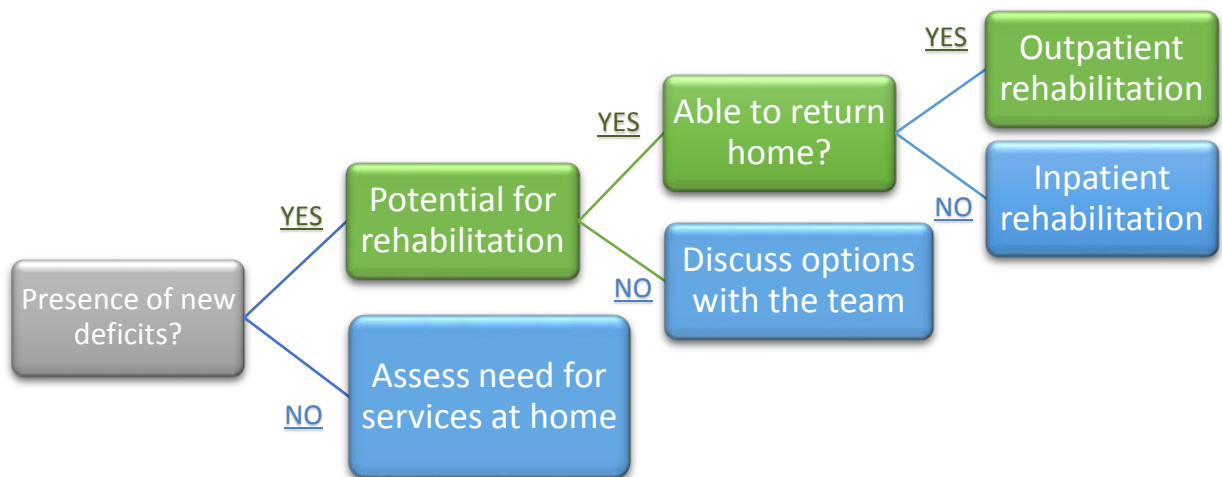 Presence of new
deficits?
YES
NO
Potential for
rehabilitation
Assess need for
services at home
YES
NO
Able to return
home?
Discuss options
with the team
YES
NO
Outpatient
rehabilitation
Inpatient
rehabilitation